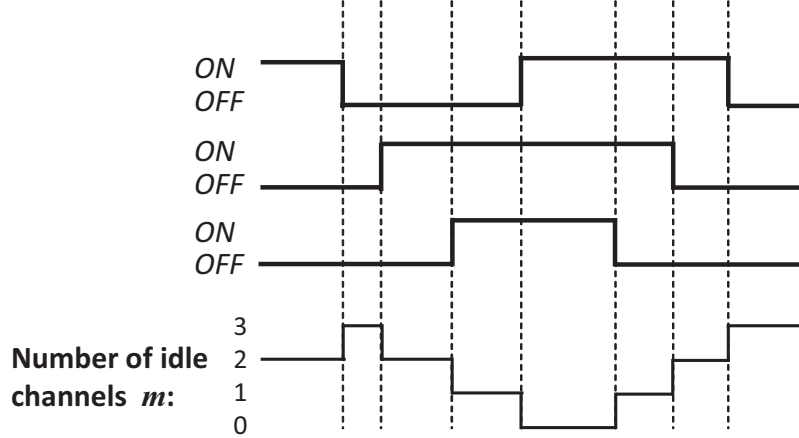 ON
OFF
ON
OFF
ON
OFF
3
Number of idle 2
channels m: 1
0